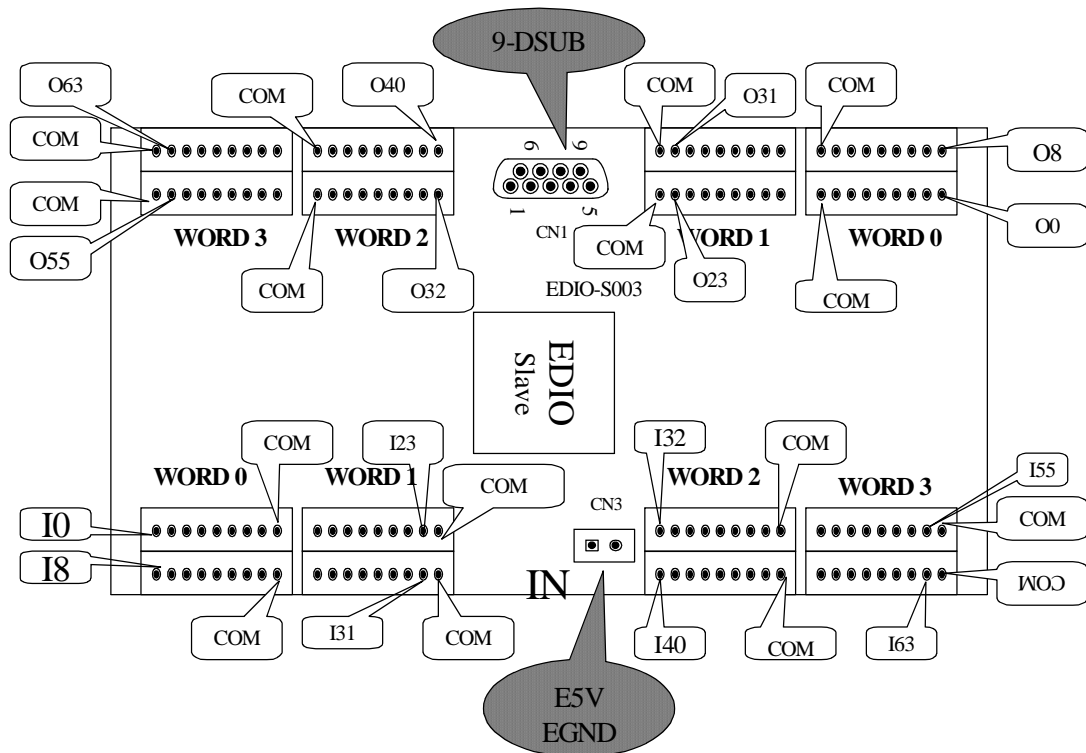 9-DSUB
O63
COM
O40
COM
O31
COM
COM
O8
6
9
COM
1
5
O0
O55
WORD 3
WORD 2
CN1
COM
WORD 1
WORD 0
COM
O32
EDIO-S003
O23
COM
EDIO
Slave
COM
I23
I32
COM
WORD 0
WORD 1
COM
WORD 2
WORD 3
I55
CN3
COM
I0
I8
IN
COM
COM
I31
COM
I40
COM
I63
E5V
EGND